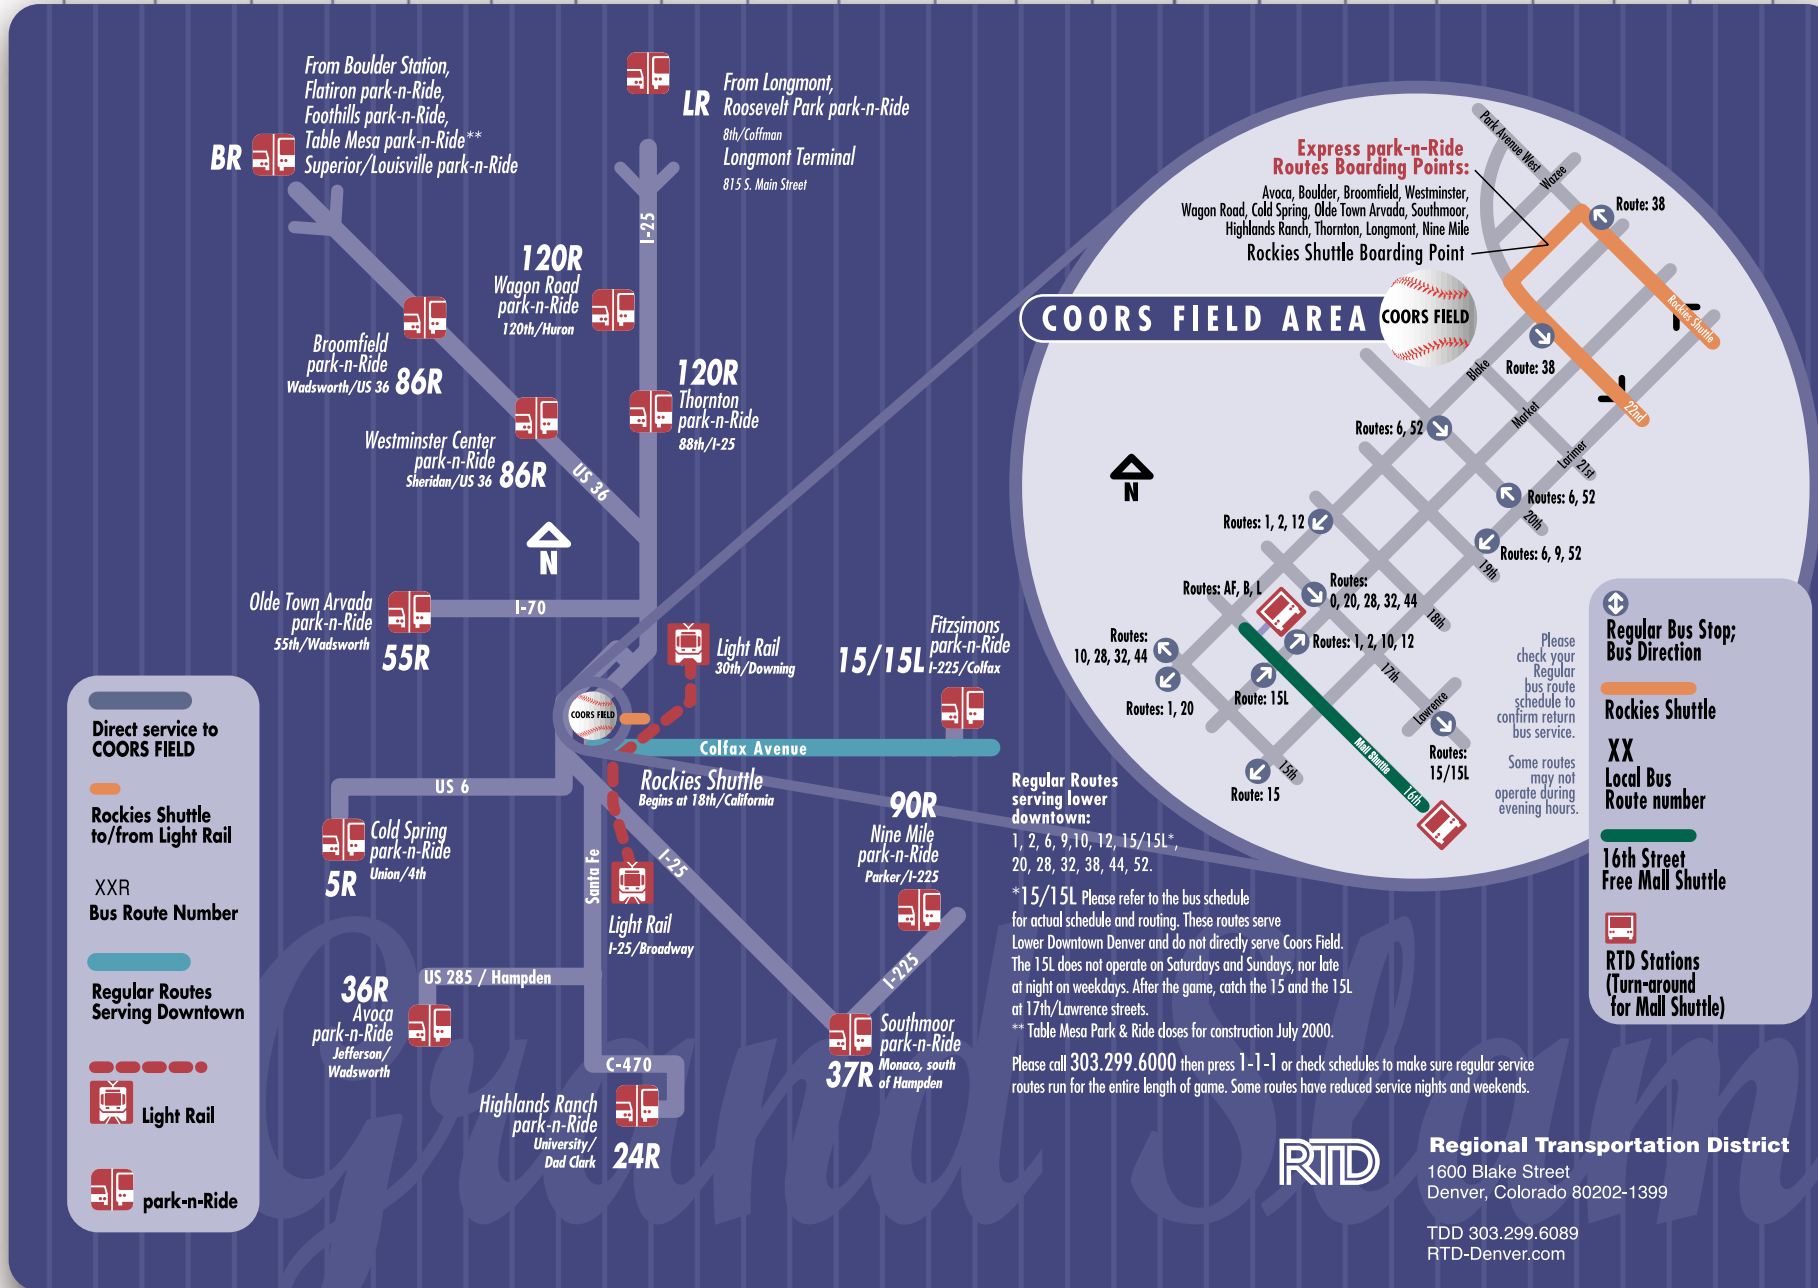 From Boulder Station,
Flatiron park-n-Ride,
Foothills park-n-Ride,
Table Mesa park-n-Ride**
Superior/Louisville park-n-Ride
BR
LR
From Longmont,
Roosevelt Park park-n-Ride
8th/Coffman
Longmont Terminal
815 S. Main Street
I-25
120R
Wagon Road
park-n-Ride
120th/Huron
Broomfield
park-n-Ride
Wadsworth/US 36
86R
120R
Thornton
park-n-Ride
88th/I-25
Westminster Center
park-n-Ride
Sheridan/US 36
86R
US 36
N
Olde Town Arvada
park-n-Ride
55th/Wadsworth
55R
I-70
Light Rail
30th/Downing
15/15L
Fitzsimons
park-n-Ride
I-225/Colfax
COORS FIELD
Colfax Avenue
Rockies Shuttle
Begins at 18th/California
US 6
Cold Spring
park-n-Ride
Union/4th
5R
Santa Fe
I-25
Light Rail
I-25/Broadway
90R
Nine Mile
park-n-Ride
Parker/I-225
I-225
US 285 / Hampden
36R
Avoca
park-n-Ride
Jefferson/
Wadsworth
C-470
Highlands Ranch
park-n-Ride
University/
Dad Clark
24R
Southmoor
park-n-Ride
Monaco, south
of Hampden
37R
Direct service to
COORS FIELD
Rockies Shuttle
to/from Light Rail
XXR
Bus Route Number
Regular Routes
Serving Downtown
Light Rail
park-n-Ride
Express park-n-Ride
Routes Boarding Points:
Avoca, Boulder, Broomfield, Westminster,
Wagon Road, Cold Spring, Olde Town Arvada, Southmoor,
Highlands Ranch, Thornton, Longmont, Nine Mile
Rockies Shuttle Boarding Point
COORS FIELD AREA
COORS FIELD
Park Avenue West
Wazee
Route: 38
Rockies Shuttle
Route: 38
22nd
Blake
Market
Larimer
21st
Routes: 6, 52
N
Routes: 6, 52
20th
Routes: 1, 2, 12
Routes: 6, 9, 52
19th
Routes: AF, B, L
Routes:
0, 20, 28, 32, 44
18th
Routes:
10, 28, 32, 44
Routes: 1, 2, 10, 12
17th
Route: 15L
Routes: 1, 20
Lawrence
Mall Shuttle
16th
Routes:
15/15L
15th
Route: 15
Please
check your
Regular
bus route
schedule to
confirm return
bus service.
Some routes
may not
operate during
evening hours.
Regular Bus Stop;
Bus Direction
Rockies Shuttle
XX
Local Bus
Route number
16th Street
Free Mall Shuttle
RTD Stations
(Turn-around
for Mall Shuttle)
Regular Routes
serving lower
downtown:
1, 2, 6, 9,10, 12, 15/15L*,
20, 28, 32, 38, 44, 52.
*15/15L Please refer to the bus schedule
for actual schedule and routing. These routes serve
Lower Downtown Denver and do not directly serve Coors Field.
The 15L does not operate on Saturdays and Sundays, nor late
at night on weekdays. After the game, catch the 15 and the 15L
at 17th/Lawrence streets.
** Table Mesa Park & Ride closes for construction July 2000.
Please call 303.299.6000 then press 1-1-1 or check schedules to make sure regular service
routes run for the entire length of game. Some routes have reduced service nights and weekends.
Grand Slam
RTD
Regional Transportation District
1600 Blake Street
Denver, Colorado 80202-1399
TDD 303.299.6089
RTD-Denver.com